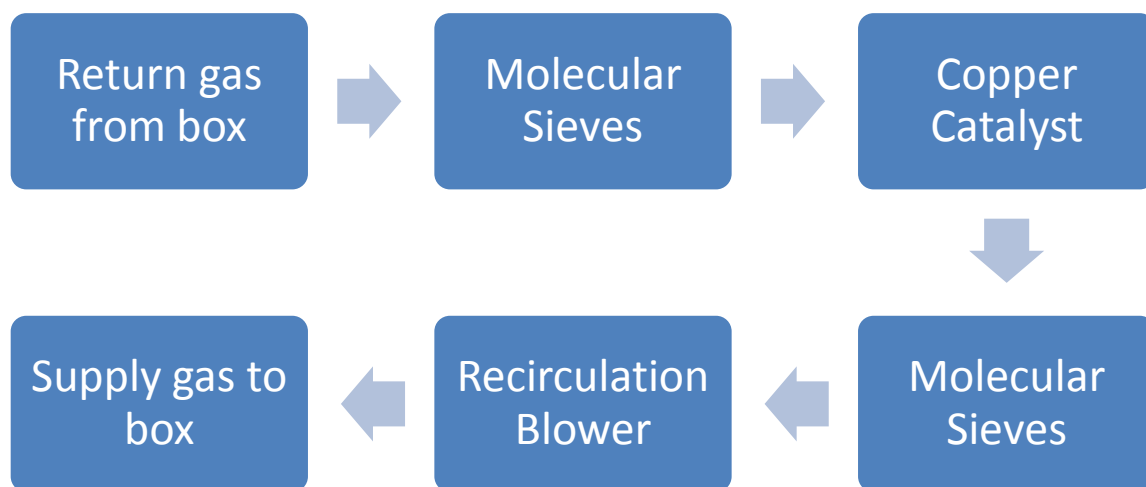 Return gas
from box
Molecular
Sieves
Copper
Catalyst
Molecular
Sieves
Recirculation
Blower
Supply gas to
box